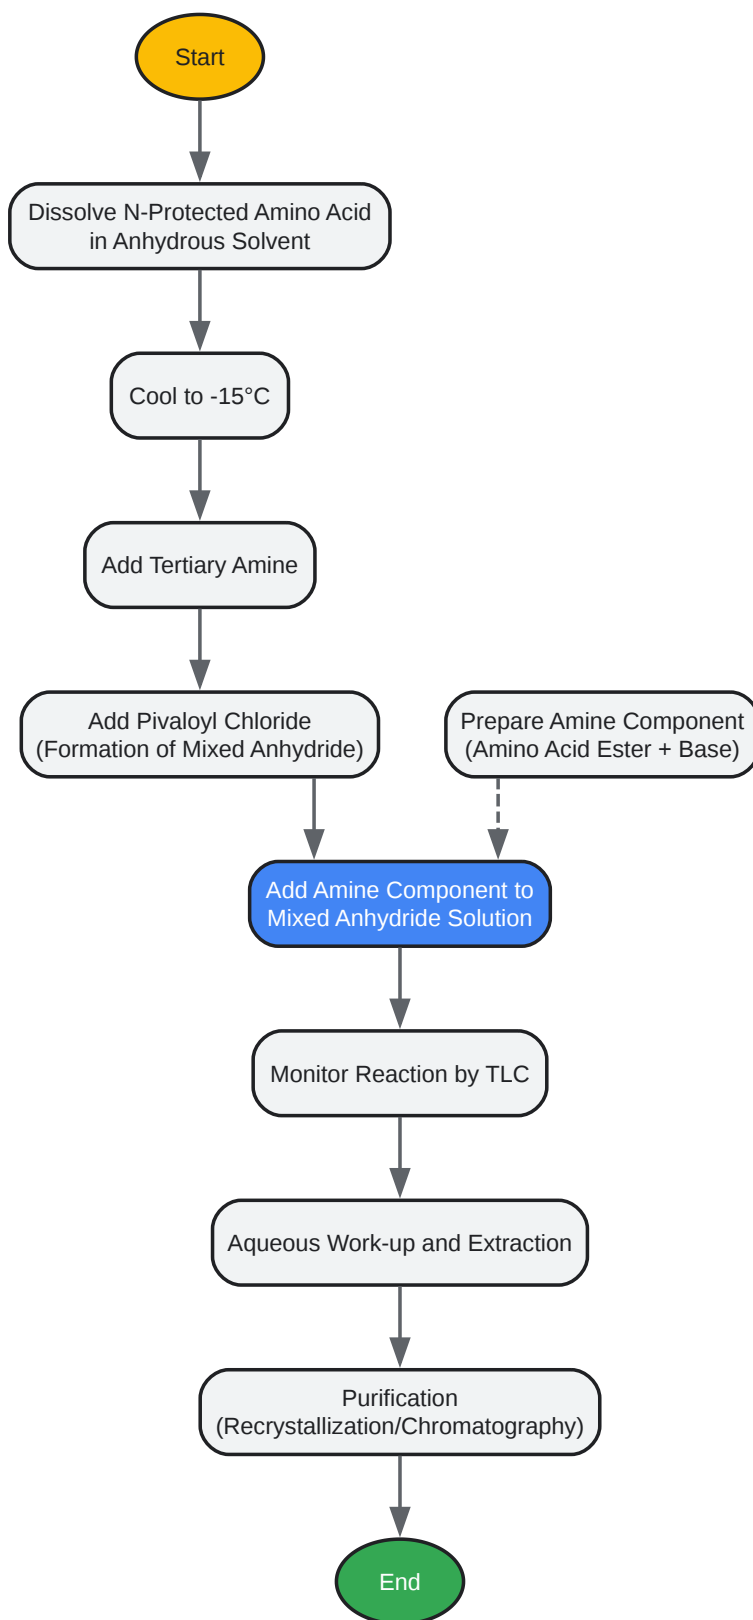 Start
Dissolve N-Protected Amino Acid
in Anhydrous Solvent
Cool to -15°C
Add Tertiary Amine
Add Pivaloyl Chloride
(Formation of Mixed Anhydride)
Prepare Amine Component
(Amino Acid Ester + Base)
Add Amine Component to
Mixed Anhydride Solution
Monitor Reaction by TLC
Aqueous Work-up and Extraction
Purification
(Recrystallization/Chromatography)
End